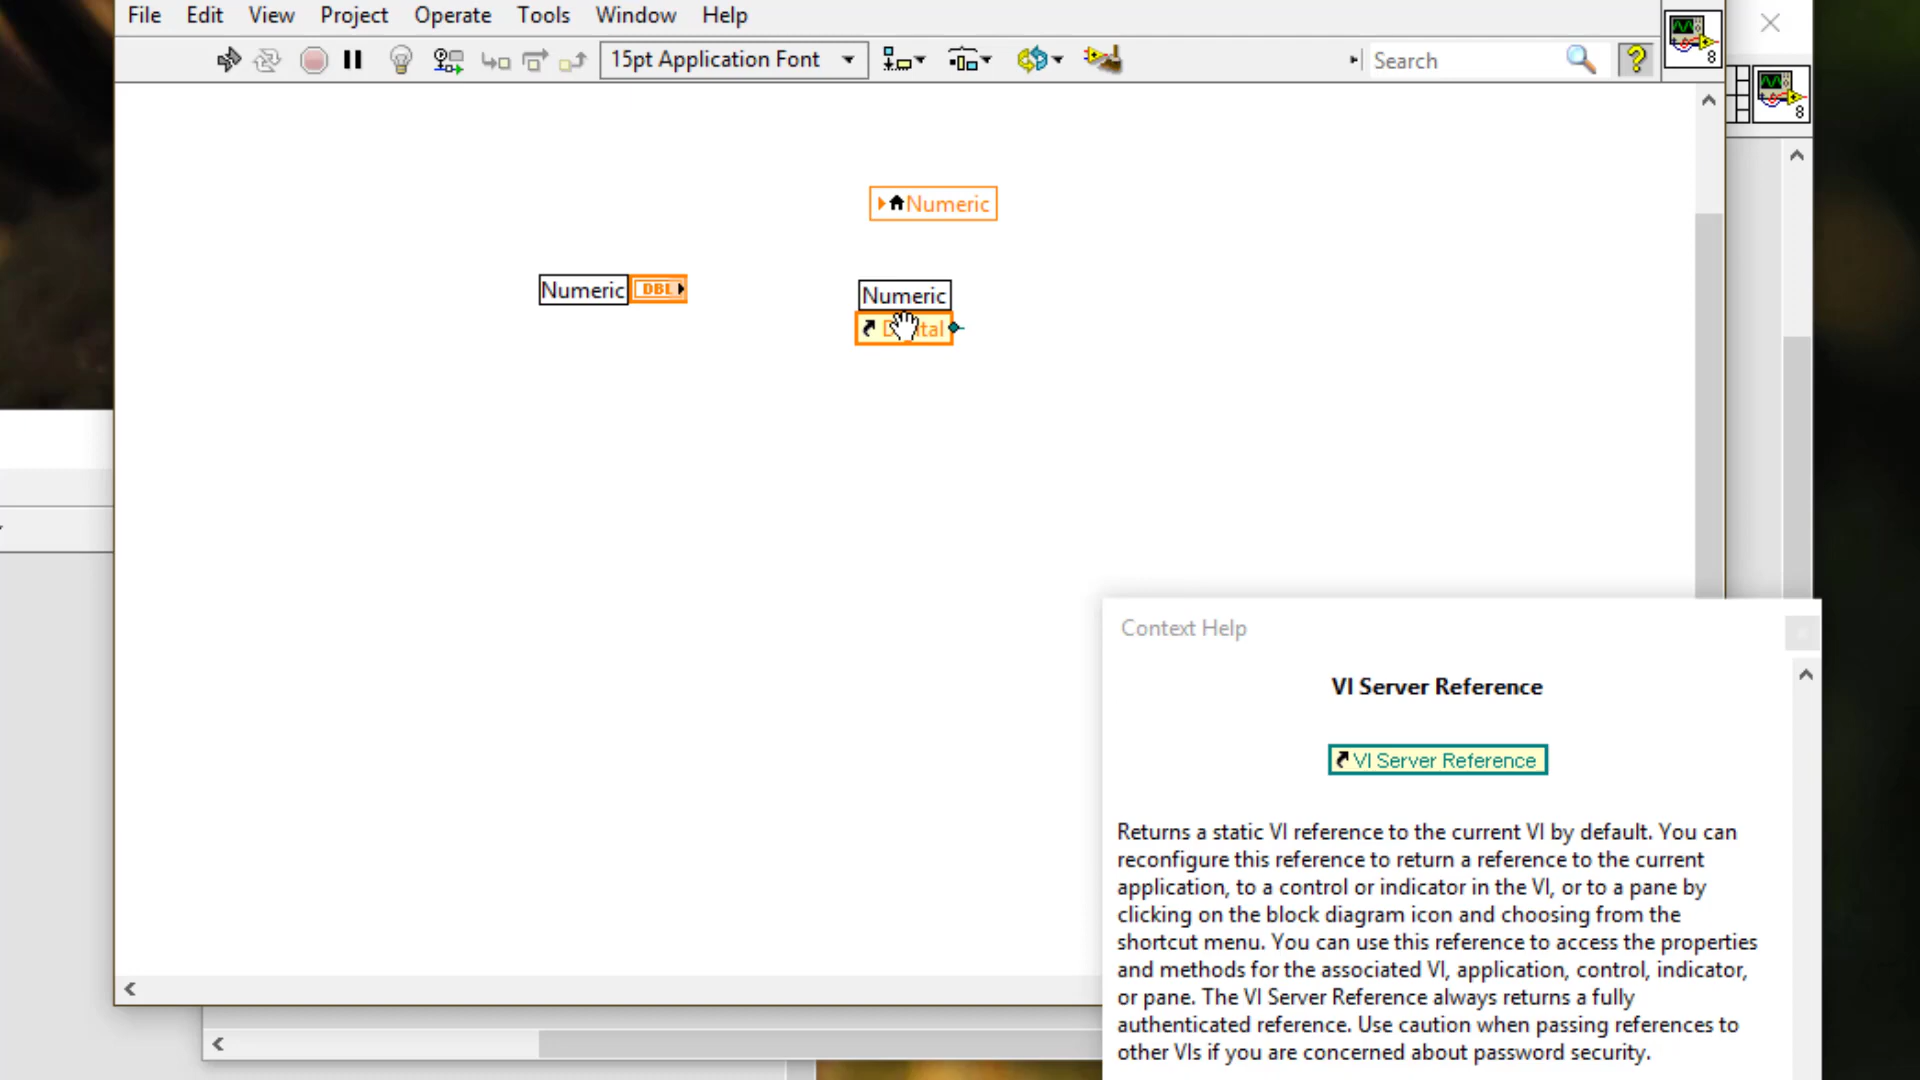 File Edit View Project Operate Tools Window Help
15pt Application Font
Search
8
8
Numeric
Numeric
DBL
Numeric
Context Help
VI Server Reference
VI Server Reference
Returns a static VI reference to the current VI by default. You can
reconfigure this reference to return a reference to the current
application, to a control or indicator in the VI, or to a pane by
clicking on the block diagram icon and choosing from the
shortcut menu. You can use this reference to access the properties
and methods for the associated VI, application, control, indicator,
or pane. The VI Server Reference always returns a fully
authenticated reference. Use caution when passing references to
other VIs if you are concerned about password security.